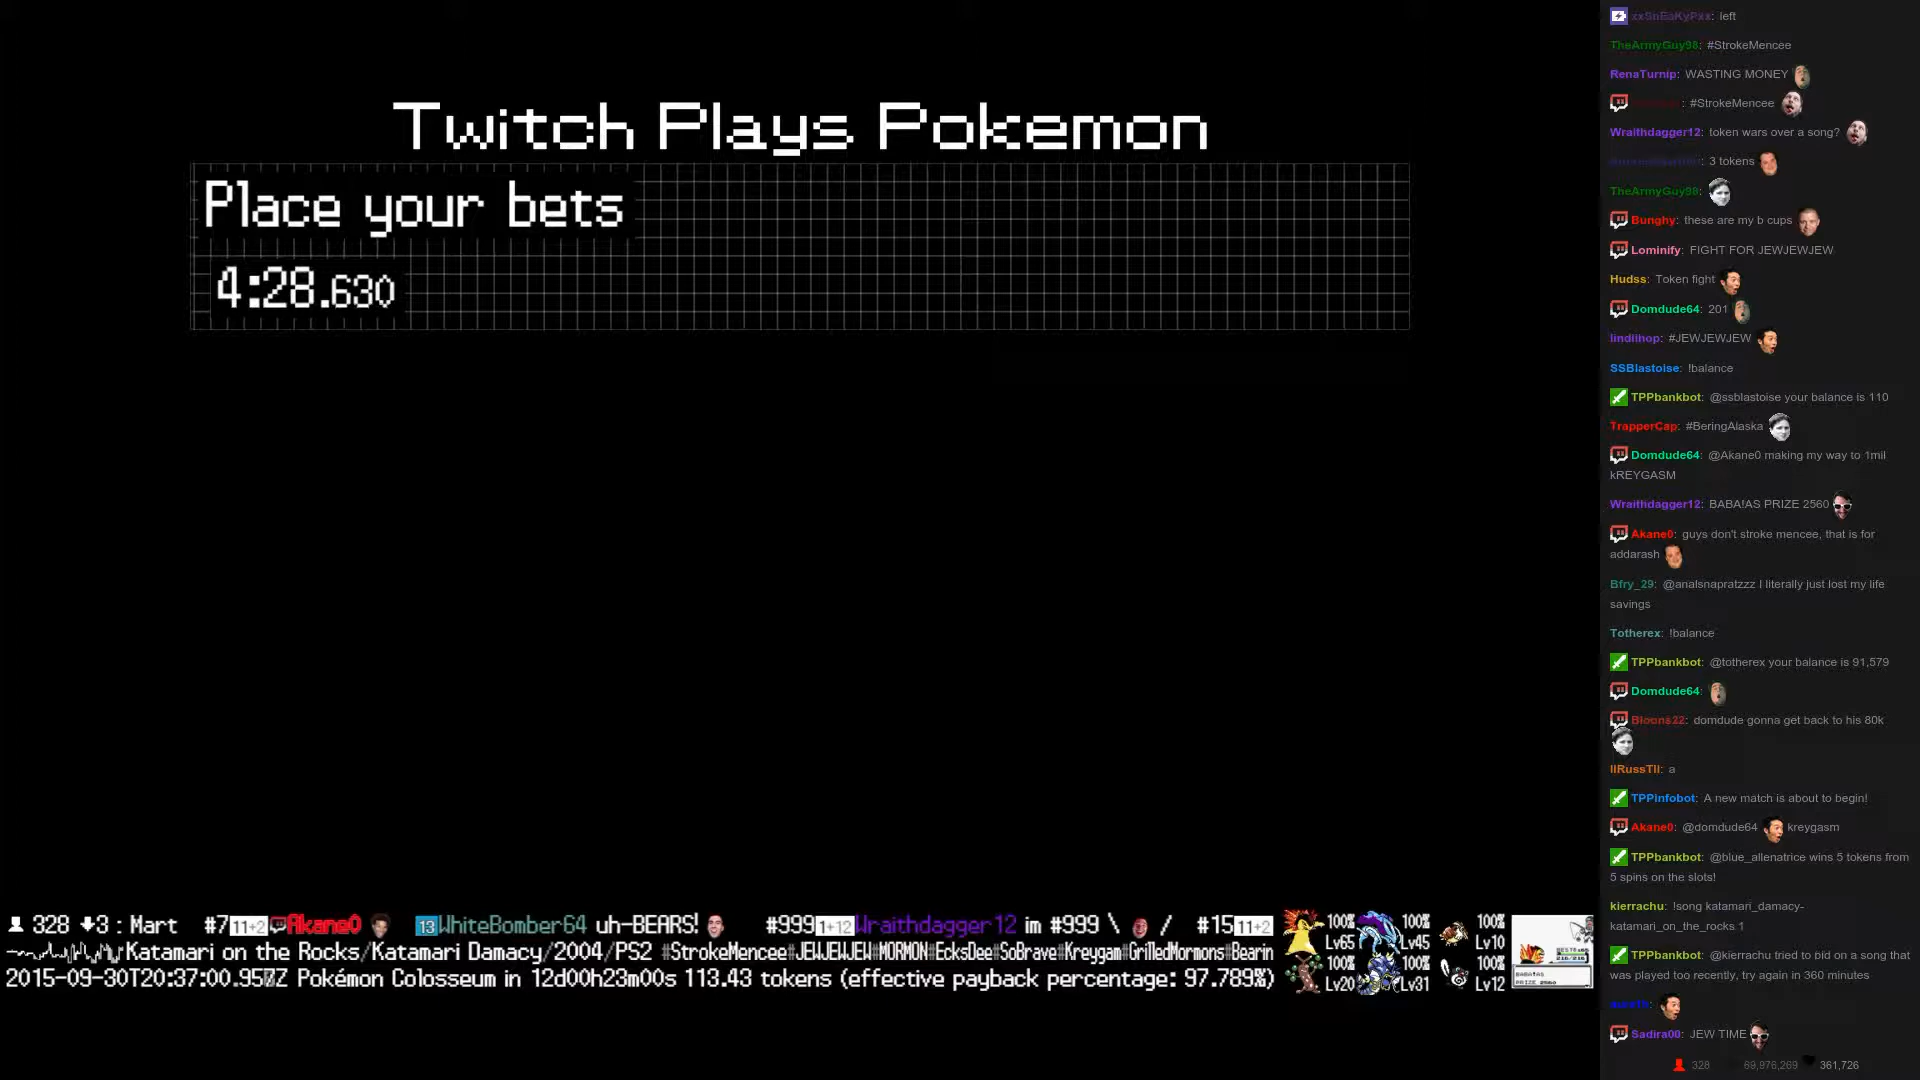 Twitch Plays Pokemon
Place your bets
4:28.630
328 3 : Mart #7 11+2 Akane0 13 WhiteBomber64 uh-BEARS! #999 1+12 Wraithdagger12 im #999 \ / #15 11+2
Katamari on the Rocks/Katamari Damacy/2004/PS2 #StrokeMencee#JEWJEWJEW#MORMON#EcksDee#SoBrave#Kreygam#GrilledMormons#Bearin
2015-09-30T20:37:00.95 Z Pokémon Colosseum in 12d00h23m00s 113.43 tokens (effective payback percentage: 97.789%)
100% 100% 100%
Lv65 Lv45 Lv10
100% 100% 100%
Lv20 Lv31 Lv12
BABA!AS
PRIZE 2560
xxSnEaKyPxx: left
TheArmyGuy98: #StrokeMencee
RenaTurnip: WASTING MONEY
: #StrokeMencee
Wraithdagger12: token wars over a song?
: 3 tokens
TheArmyGuy98:
Bunghy: these are my b cups
Lominify: FIGHT FOR JEWJEWJEW
Hudss: Token fight
Domdude64: 201
lindiihop: #JEWJEWJEW
SSBlastoise: !balance
TPPbankbot: @ssblastoise your balance is 110
TrapperCap: #BeringAlaska
Domdude64: @Akane0 making my way to 1mil
kREYGASM
Wraithdagger12: BABA!AS PRIZE 2560
Akane0: guys don't stroke mencee, that is for
addarash
Bfry_29: @analsnapratzzz I literally just lost my life
savings
Totherex: !balance
TPPbankbot: @totherex your balance is 91,579
Domdude64:
Bloons22: domdude gonna get back to his 80k
IIRussTII: a
TPPinfobot: A new match is about to begin!
Akane0: @domdude64 kreygasm
TPPbankbot: @blue_allenatrice wins 5 tokens from
5 spins on the slots!
kierrachu: !song katamari_damacy-
katamari_on_the_rocks 1
TPPbankbot: @kierrachu tried to bid on a song that
was played too recently, try again in 360 minutes
Sadira00: JEW TIME
328 69,976,269 361,726